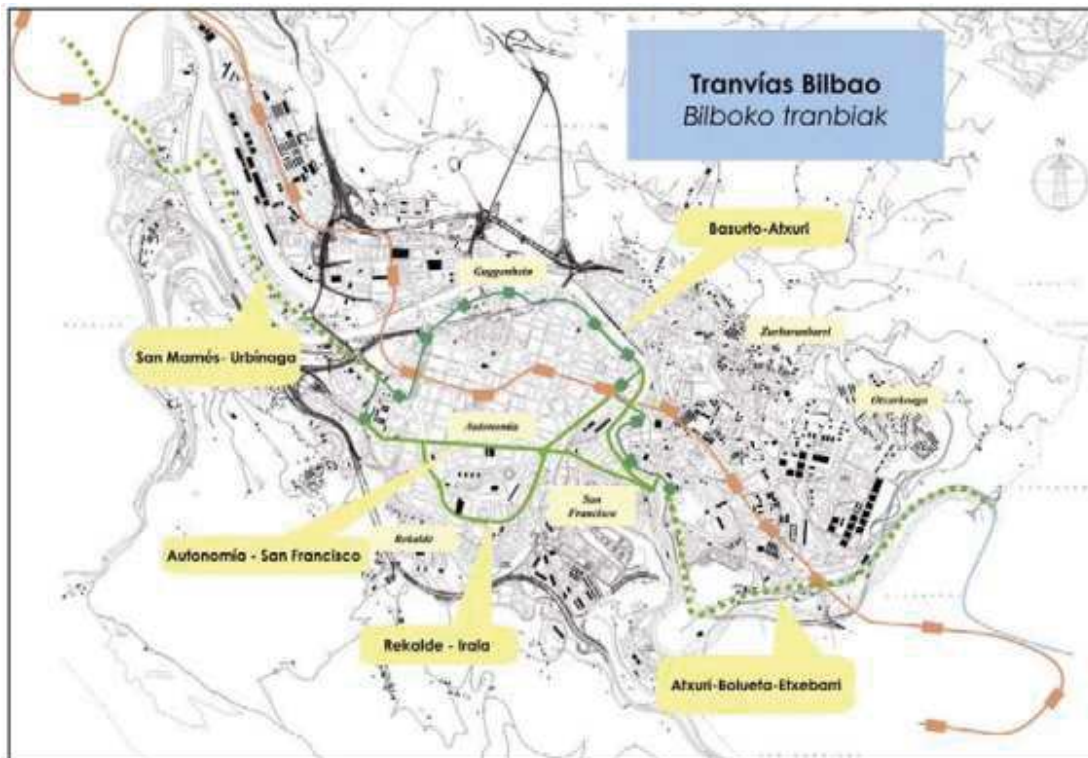 Tranvías Bilbao
Bilboko tranbiak
N
Basurto-Atxuri
Guggenheim
Zurbaranbarri
San Mamés- Urbínaga
Otxarkoaga
Autonomía
San
Francisco
Rekalde
Autonomía - San Francisco
Rekalde - Irala
Atxuri-Bolueta-Etxebarri